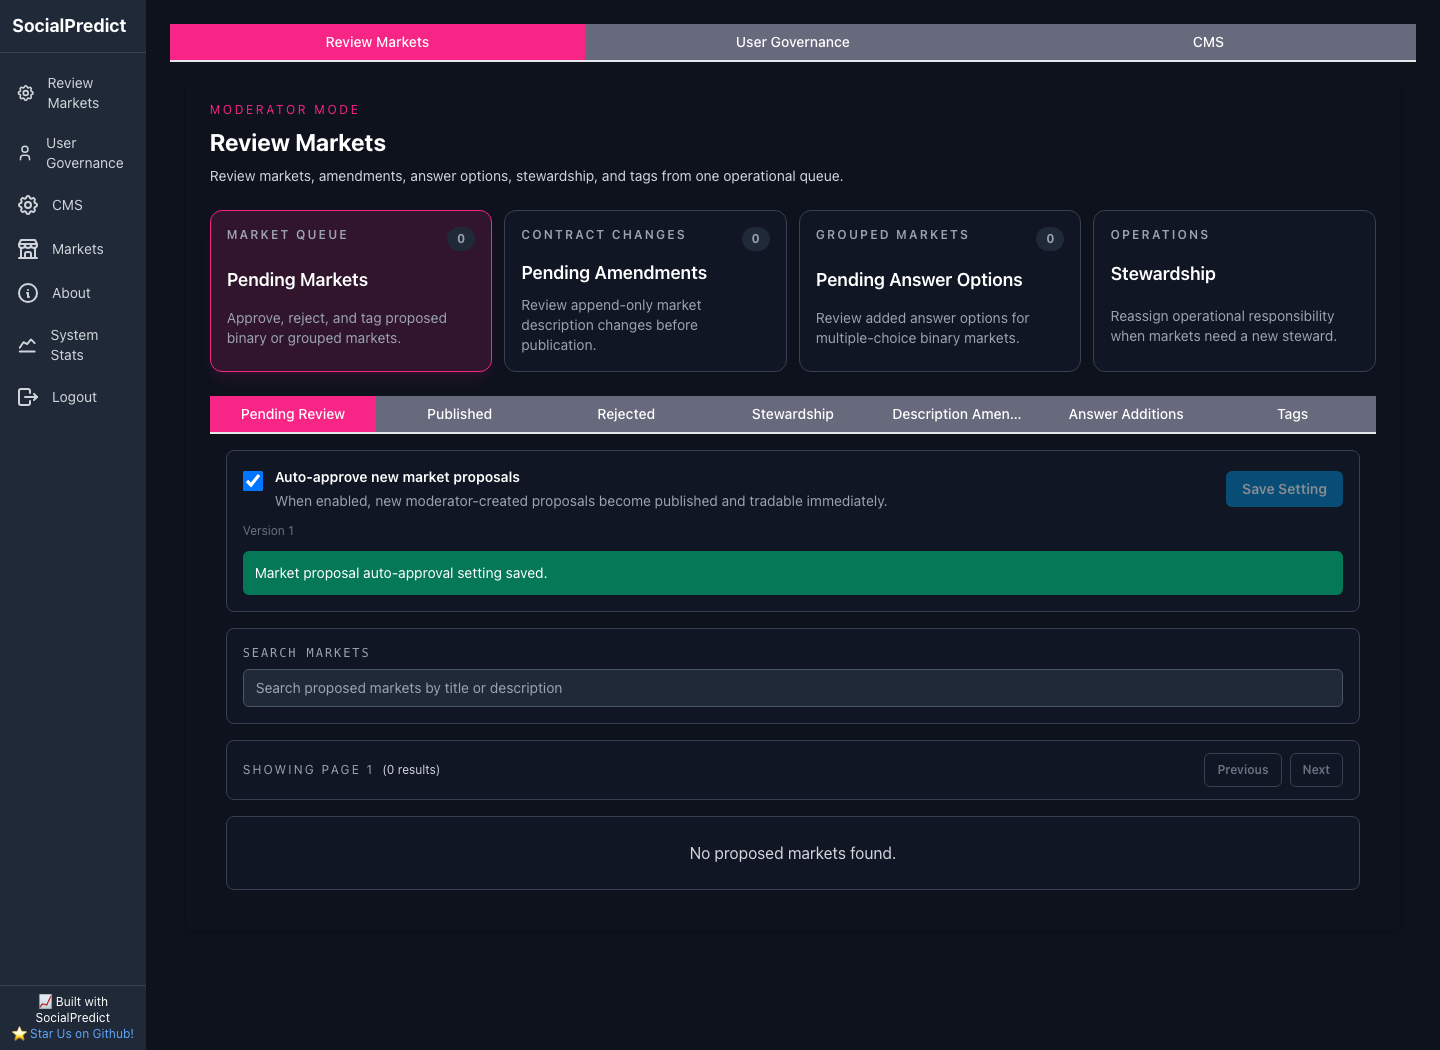 SocialPredict
Review
Markets
User
Governance
CMS
Markets
About
System
Stats
Logout
📈 Built with
SocialPredict
⭐ Star Us on Github!
Review Markets
User Governance
CMS
MODERATOR MODE
Review Markets
Review markets, amendments, answer options, stewardship, and tags from one operational queue.
MARKET QUEUE
0
Pending Markets
Approve, reject, and tag proposed
binary or grouped markets.
CONTRACT CHANGES
0
Pending Amendments
Review append-only market
description changes before
publication.
GROUPED MARKETS
0
Pending Answer Options
Review added answer options for
multiple-choice binary markets.
OPERATIONS
Stewardship
Reassign operational responsibility
when markets need a new steward.
Pending Review
Published
Rejected
Stewardship
Description Amen...
Answer Additions
Tags
Auto-approve new market proposals
When enabled, new moderator-created proposals become published and tradable immediately.
Save Setting
Version 1
Market proposal auto-approval setting saved.
SEARCH MARKETS
Search proposed markets by title or description
SHOWING PAGE 1 (0 results)
Previous
Next
No proposed markets found.